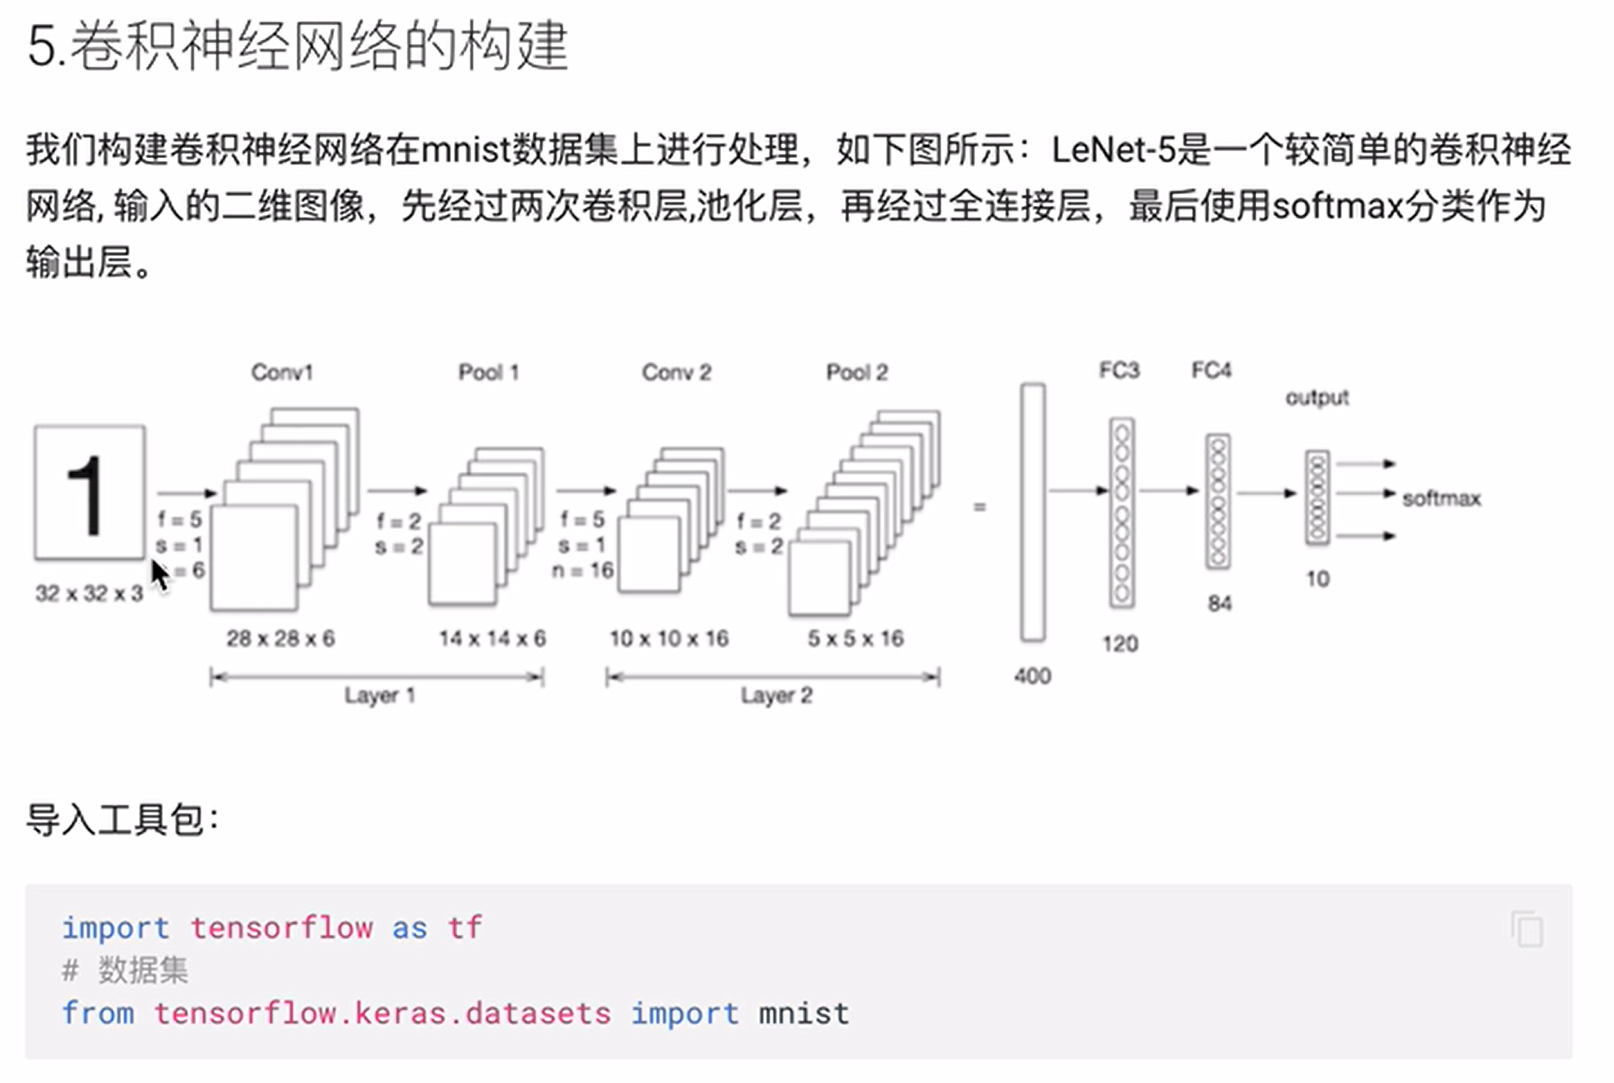 5.卷积神经网络的构建
我们构建卷积神经网络在mnist数据集上进行处理，如下图所示：LeNet-5是一个较简单的卷积神经
网络, 输入的二维图像，先经过两次卷积层,池化层，再经过全连接层，最后使用softmax分类作为
输出层。
Conv1 Pool 1 Conv 2 Pool 2 FC3 FC4
output
1
f = 5 f = 2 f = 5 f = 2
s = 1 s = 2 s = 1 s = 2
= 6 n = 16
= softmax
32 x 32 x 3
28 x 28 x 6 14 x 14 x 6 10 x 10 x 16 5 x 5 x 16
400 120 84 10
Layer 1 Layer 2
导入工具包：
import tensorflow as tf
# 数据集
from tensorflow.keras.datasets import mnist